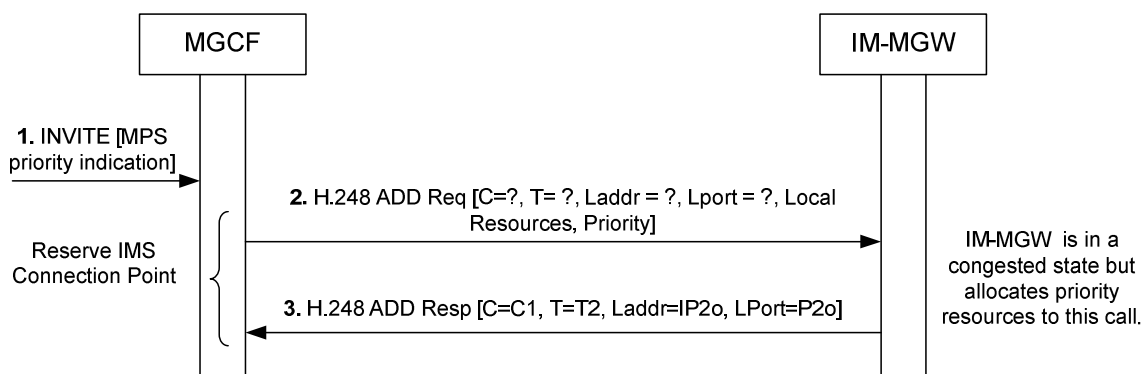 MGCF
IM-MGW
1. INVITE [MPS
priority indication]
2. H.248 ADD Req [C=?, T= ?, Laddr = ?, Lport = ?, Local
Resources, Priority]
Reserve IMS
Connection Point
IM-MGW is in a
congested state but
allocates priority
resources to this call.
3. H.248 ADD Resp [C=C1, T=T2, Laddr=IP2o, LPort=P2o]